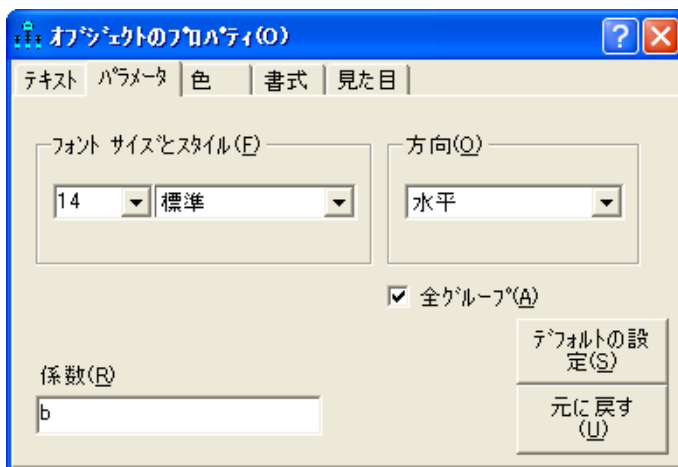 ｵﾌﾞｼﾞｪｸﾄのﾌﾟﾛﾊﾟﾃｨ(O)
テキスト ﾊﾟﾗﾒｰﾀ 色 書式 見た目
ﾌｫﾝﾄ ｻｲｽﾞとｽﾀｲﾙ(F) 方向(O)
14 標準 水平
全ｸﾞﾙｰﾌﾟ(A)
ﾃﾞﾌｫﾙﾄの設
定(S)
係数(R)
b
元に戻す
(U)